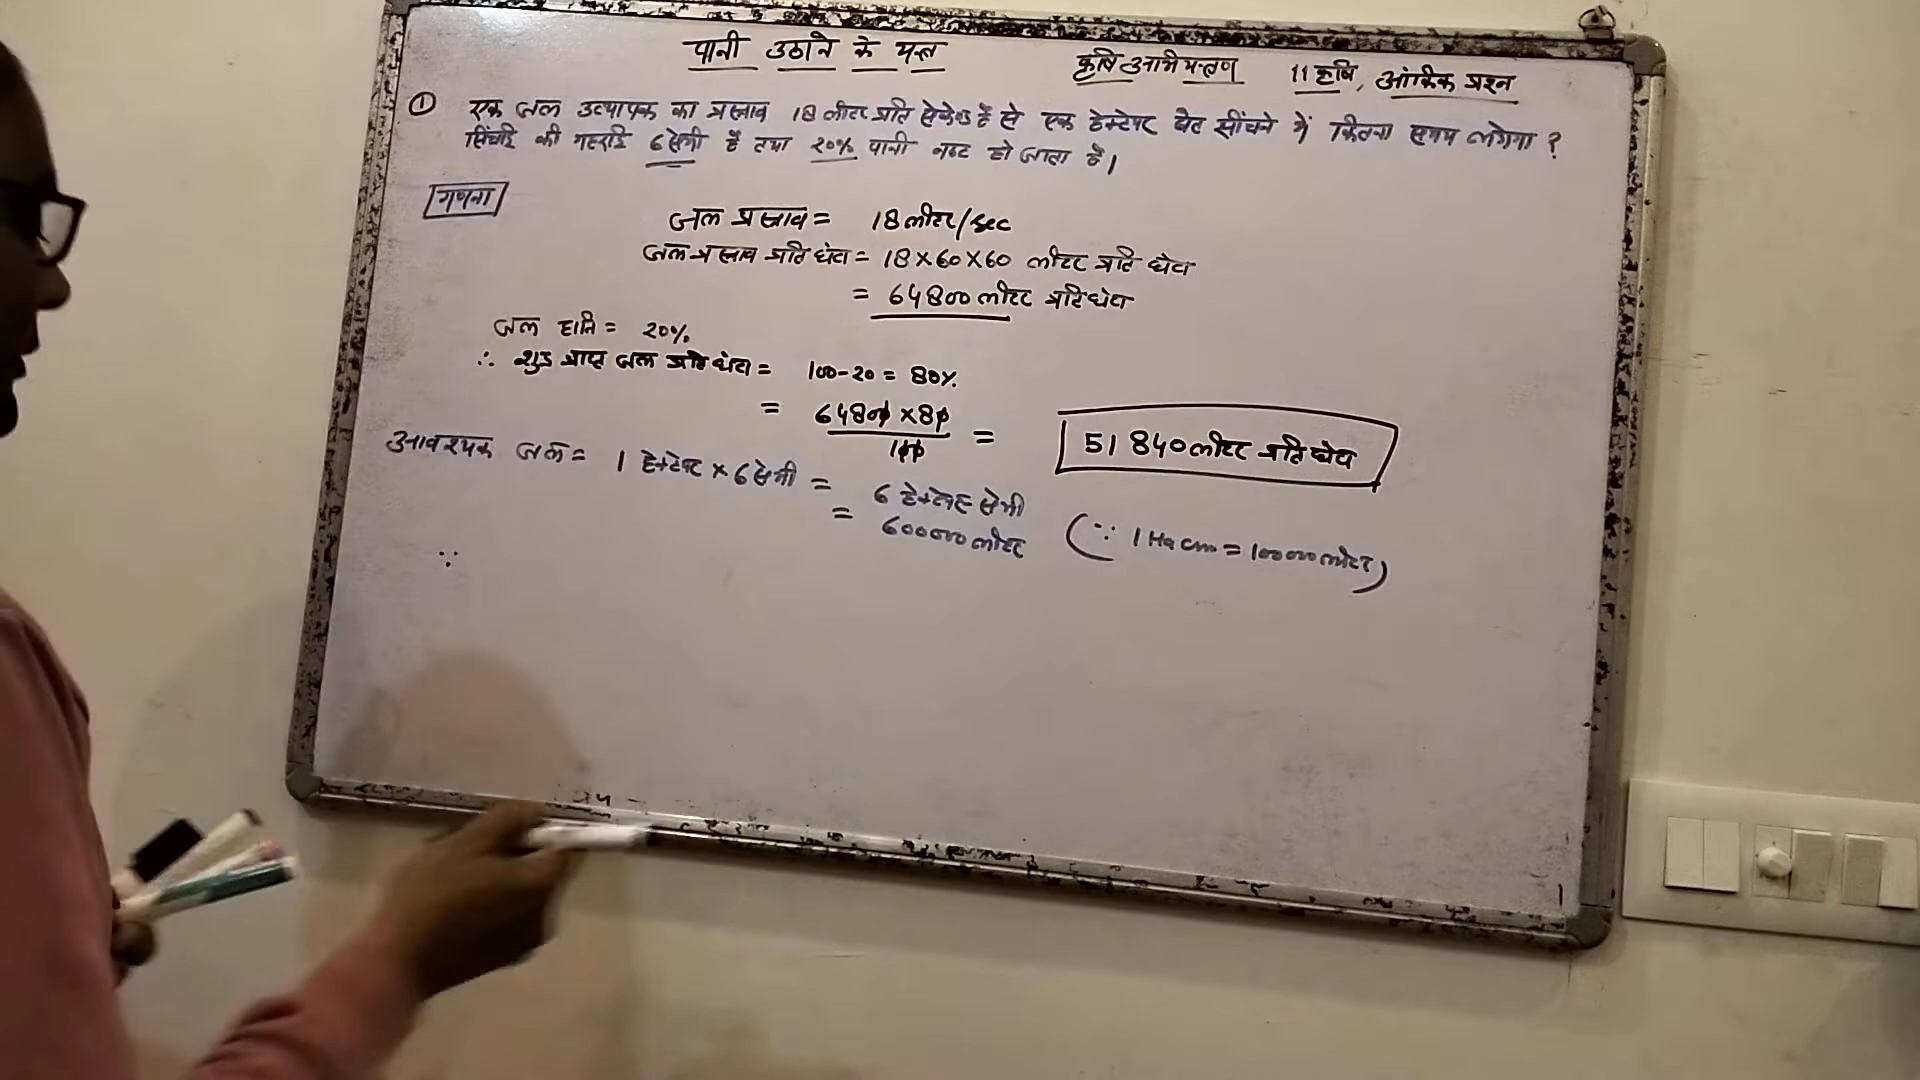 पानी उठाने के यन्त्र
कृषि अभियन्त्रण 11 कृषि, आंकिक प्रश्न
① एक जल उत्थापक का प्रस्राव 18 लीटर प्रति सेकेण्ड है तो एक हेक्टेयर खेत सींचने में कितना समय लगेगा ?
सिंचाई की गहराई 6 सेमी है तथा 20% पानी नष्ट हो जाता है।
गणना
जल प्रस्राव = 18 लीटर/sec
जल प्रस्राव प्रति घंटा = 18×60×60 लीटर प्रति घंटा
= 64800 लीटर प्रति घंटा
जल हानि = 20%
∴ शुद्ध प्राप्त जल प्रति घंटा = 100-20 = 80%
= 64800 ×80 / 100 = 51840 लीटर प्रति घंटा
आवश्यक जल = 1 हेक्टेयर × 6 सेमी = 6 हेक्टेयर सेमी
= 600000 लीटर (∵ 1 Ha cm = 100000 लीटर)
∵